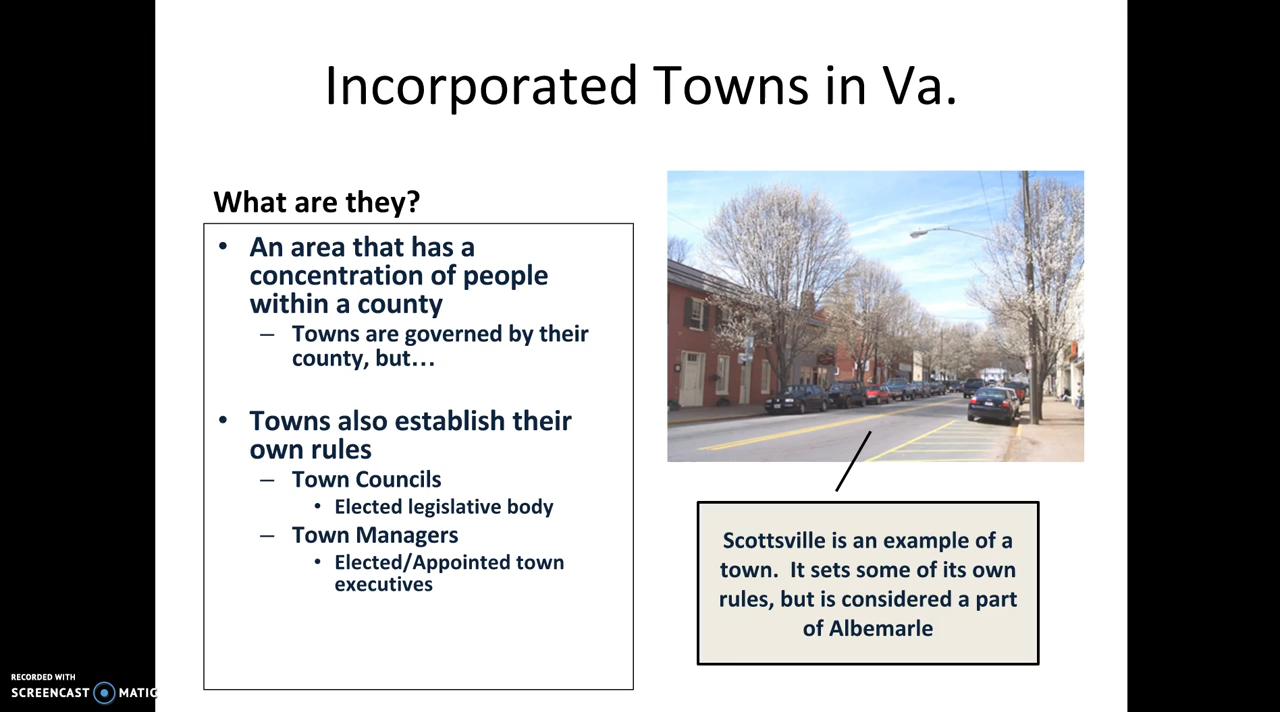 Incorporated Towns in Va.
What are they?
• An area that has a
concentration of people
within a county
– Towns are governed by their
county, but…
• Towns also establish their
own rules
– Town Councils
• Elected legislative body
– Town Managers
• Elected/Appointed town
executives
Scottsville is an example of a
town. It sets some of its own
rules, but is considered a part
of Albemarle
RECORDED WITH
SCREENCAST MATIC